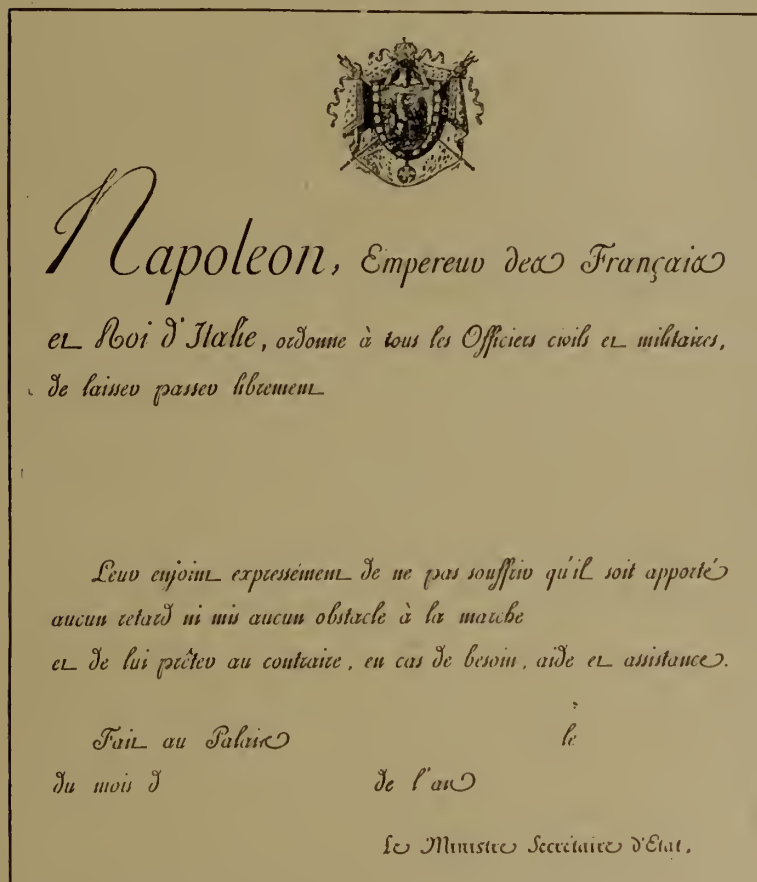 Napoleon, Empereur des Français
et Roi d'Italie, ordonne à tous les Officiers civils et militaires,
de laisser passer librement
Leur enjoint expressément de ne pas souffrir qu'il soit apporté
aucun retard ni mis aucun obstacle à la marche
et de lui prêter au contraire, en cas de besoin, aide et assistance.
Fait au Palais le
du mois d de l'an
Le Ministre Secrétaire d'Etat.